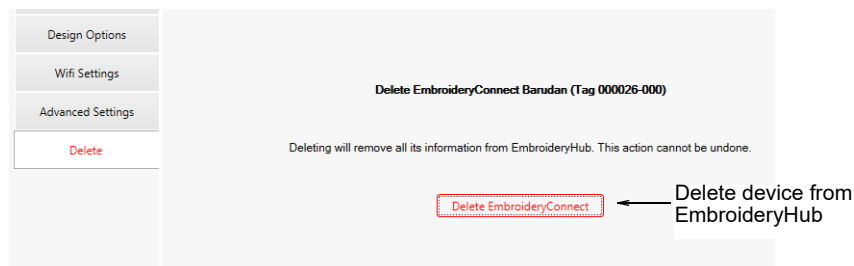 Design Options
Wifi Settings
Advanced Settings
Delete
Delete EmbroideryConnect Barudan (Tag 000026-000)
Deleting will remove all its information from EmbroideryHub. This action cannot be undone.
Delete EmbroideryConnect
Delete device from
EmbroideryHub